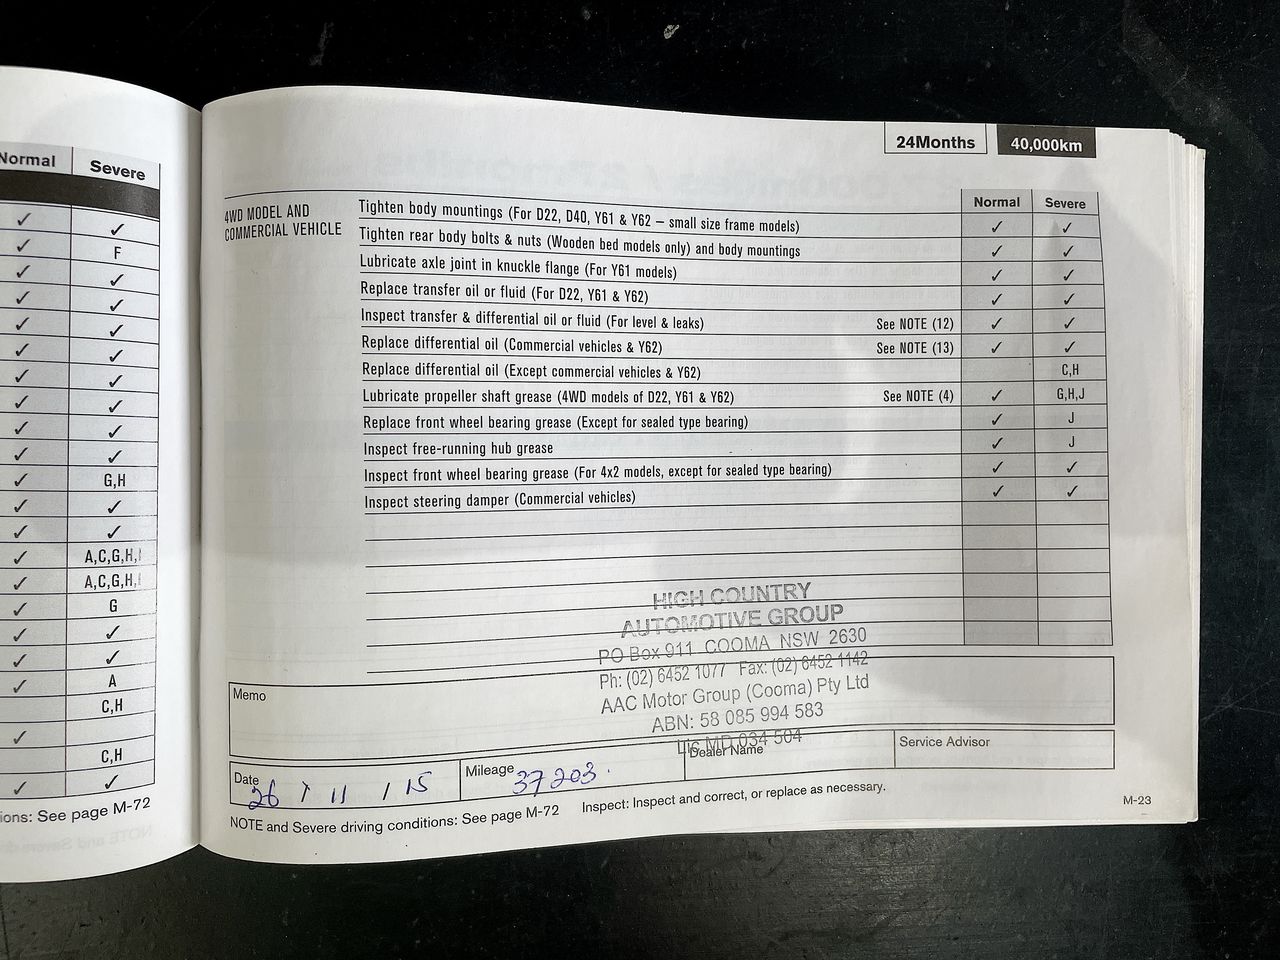 Normal Severe
✓ ✓
✓ F
✓ ✓
✓ ✓
✓ ✓
✓ ✓
✓ ✓
✓ ✓
✓ ✓
✓ ✓
✓ G,H
✓ ✓
✓ ✓
✓ A,C,G,H,
✓ A,C,G,H,
✓ G
✓ ✓
✓ ✓
✓ A
C,H
✓
C,H
✓ ✓
ions: See page M-72
24Months 40,000km
Normal Severe
4WD MODEL AND
COMMERCIAL VEHICLE
Tighten body mountings (For D22, D40, Y61 & Y62 – small size frame models) ✓ ✓
Tighten rear body bolts & nuts (Wooden bed models only) and body mountings ✓ ✓
Lubricate axle joint in knuckle flange (For Y61 models) ✓ ✓
Replace transfer oil or fluid (For D22, Y61 & Y62) ✓ ✓
Inspect transfer & differential oil or fluid (For level & leaks) See NOTE (12) ✓ ✓
Replace differential oil (Commercial vehicles & Y62) See NOTE (13) ✓ ✓
Replace differential oil (Except commercial vehicles & Y62) C,H
Lubricate propeller shaft grease (4WD models of D22, Y61 & Y62) See NOTE (4) ✓ G,H,J
Replace front wheel bearing grease (Except for sealed type bearing) ✓ J
Inspect free-running hub grease ✓ J
Inspect front wheel bearing grease (For 4x2 models, except for sealed type bearing) ✓ ✓
Inspect steering damper (Commercial vehicles) ✓ ✓
HIGH COUNTRY
AUTOMOTIVE GROUP
PO Box 911 COOMA NSW 2630
Ph: (02) 6452 1077 Fax: (02) 6452 1142
AAC Motor Group (Cooma) Pty Ltd
ABN: 58 085 994 583
Lic MD 034 504
Memo
Date 26 / 11 / 15 Mileage 37203. Dealer Name Service Advisor
NOTE and Severe driving conditions: See page M-72 Inspect: Inspect and correct, or replace as necessary.
M-23